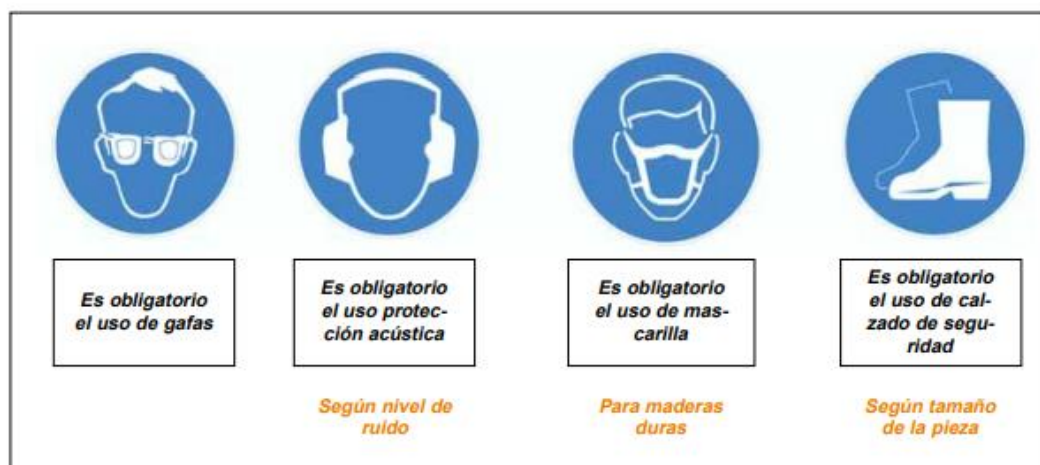 Es obligatorio
el uso de gafas
Es obligatorio
el uso protec-
ción acústica
Es obligatorio
el uso de mas-
carilla
Es obligatorio
el uso de cal-
zado de segu-
ridad
Según nivel de
ruido
Para maderas
duras
Según tamaño
de la pieza